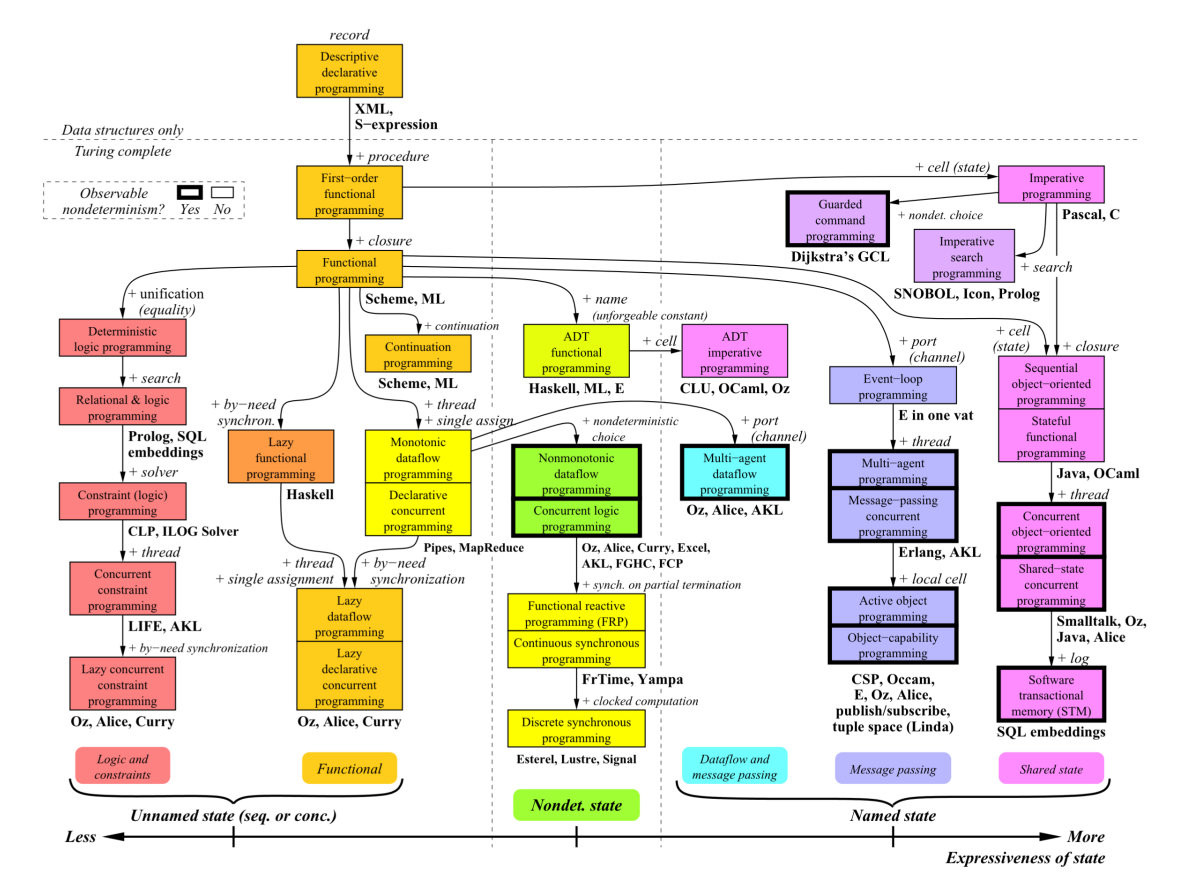 record
Descriptive
declarative
programming
XML,
S−expression
Data structures only
Turing complete
+ procedure
Observable
nondeterminism?
Yes
No
First−order
functional
programming
+ cell (state)
Imperative
programming
Pascal, C
Guarded
command
programming
+ nondet. choice
Dijkstra's GCL
Imperative
search
programming
+ search
SNOBOL, Icon, Prolog
+ closure
Functional
programming
Scheme, ML
+ unification
(equality)
Deterministic
logic programming
+ search
Relational & logic
programming
Prolog, SQL
embeddings
+ solver
Constraint (logic)
programming
CLP, ILOG Solver
+ thread
Concurrent
constraint
programming
LIFE, AKL
+ by−need synchronization
Lazy concurrent
constraint
programming
Oz, Alice, Curry
+ continuation
Continuation
programming
Scheme, ML
+ by−need
synchron.
Lazy
functional
programming
Haskell
+ thread
+ single assignment
+ thread
+ single assign.
Monotonic
dataflow
programming
Declarative
concurrent
programming
Pipes, MapReduce
+ by−need
synchronization
Lazy
dataflow
programming
Lazy
declarative
concurrent
programming
Oz, Alice, Curry
+ name
(unforgeable constant)
ADT
functional
programming
Haskell, ML, E
+ cell
ADT
imperative
programming
CLU, OCaml, Oz
+ nondeterministic
choice
Nonmonotonic
dataflow
programming
Concurrent logic
programming
Oz, Alice, Curry, Excel,
AKL, FGHC, FCP
+ synch. on partial termination
Functional reactive
programming (FRP)
Continuous synchronous
programming
FrTime, Yampa
+ clocked computation
Discrete synchronous
programming
Esterel, Lustre, Signal
+ port
(channel)
Multi−agent
dataflow
programming
Oz, Alice, AKL
+ port
(channel)
Event−loop
programming
E in one vat
+ thread
Multi−agent
programming
Message−passing
concurrent
programming
Erlang, AKL
+ local cell
Active object
programming
Object−capability
programming
CSP, Occam,
E, Oz, Alice,
publish/subscribe,
tuple space (Linda)
+ cell
(state)
+ closure
Sequential
object−oriented
programming
Stateful
functional
programming
Java, OCaml
+ thread
Concurrent
object−oriented
programming
Shared−state
concurrent
programming
Smalltalk, Oz,
Java, Alice
+ log
Software
transactional
memory (STM)
SQL embeddings
Logic and
constraints
Functional
Dataflow and
message passing
Message passing
Shared state
Unnamed state (seq. or conc.)
Nondet. state
Named state
Less
More
Expressiveness of state